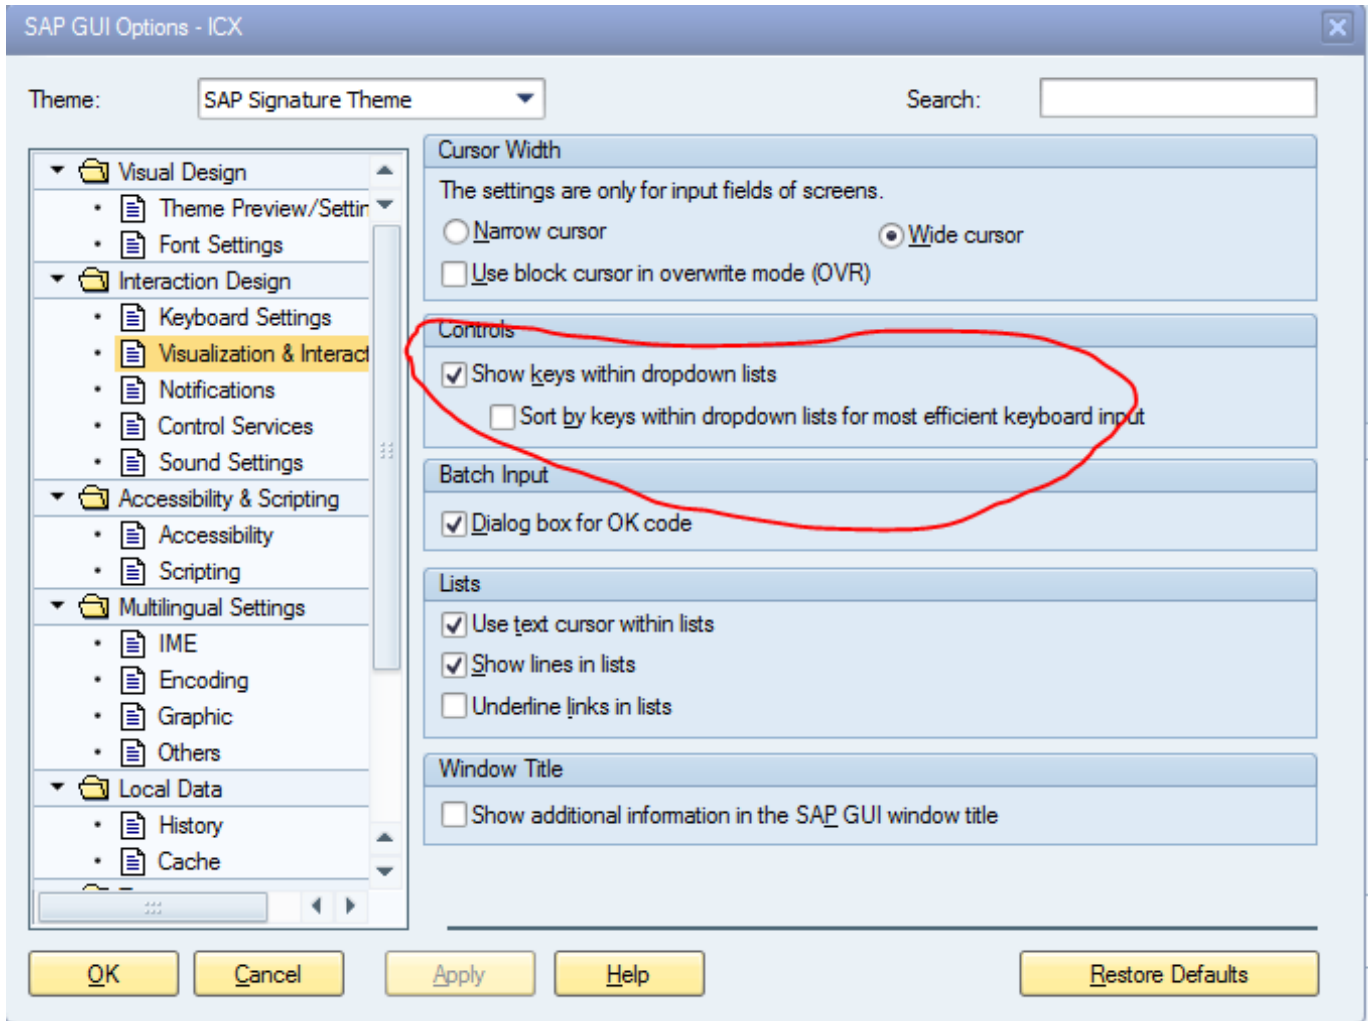 SAP GUI Options - ICX
Theme: SAP Signature Theme Search:
Visual Design
Theme Preview/Settin
Font Settings
Interaction Design
Keyboard Settings
Visualization & Interact
Notifications
Control Services
Sound Settings
Accessibility & Scripting
Accessibility
Scripting
Multilingual Settings
IME
Encoding
Graphic
Others
Local Data
History
Cache
Cursor Width
The settings are only for input fields of screens.
Narrow cursor Wide cursor
Use block cursor in overwrite mode (OVR)
Controls
Show keys within dropdown lists
Sort by keys within dropdown lists for most efficient keyboard input
Batch Input
Dialog box for OK code
Lists
Use text cursor within lists
Show lines in lists
Underline links in lists
Window Title
Show additional information in the SAP GUI window title
OK Cancel Apply Help Restore Defaults